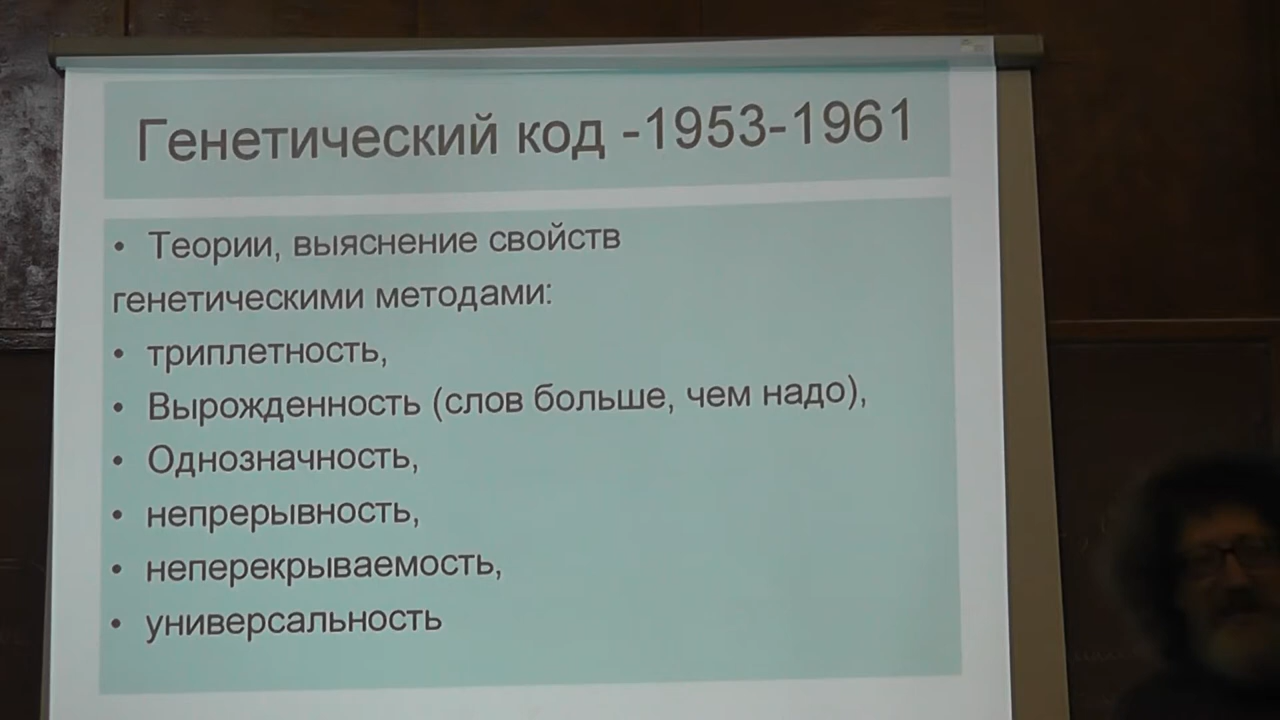 Генетический код -1953-1961
• Теории, выяснение свойств
генетическими методами:
• триплетность,
• Вырожденность (слов больше, чем надо),
• Однозначность,
• непрерывность,
• неперекрываемость,
• универсальность